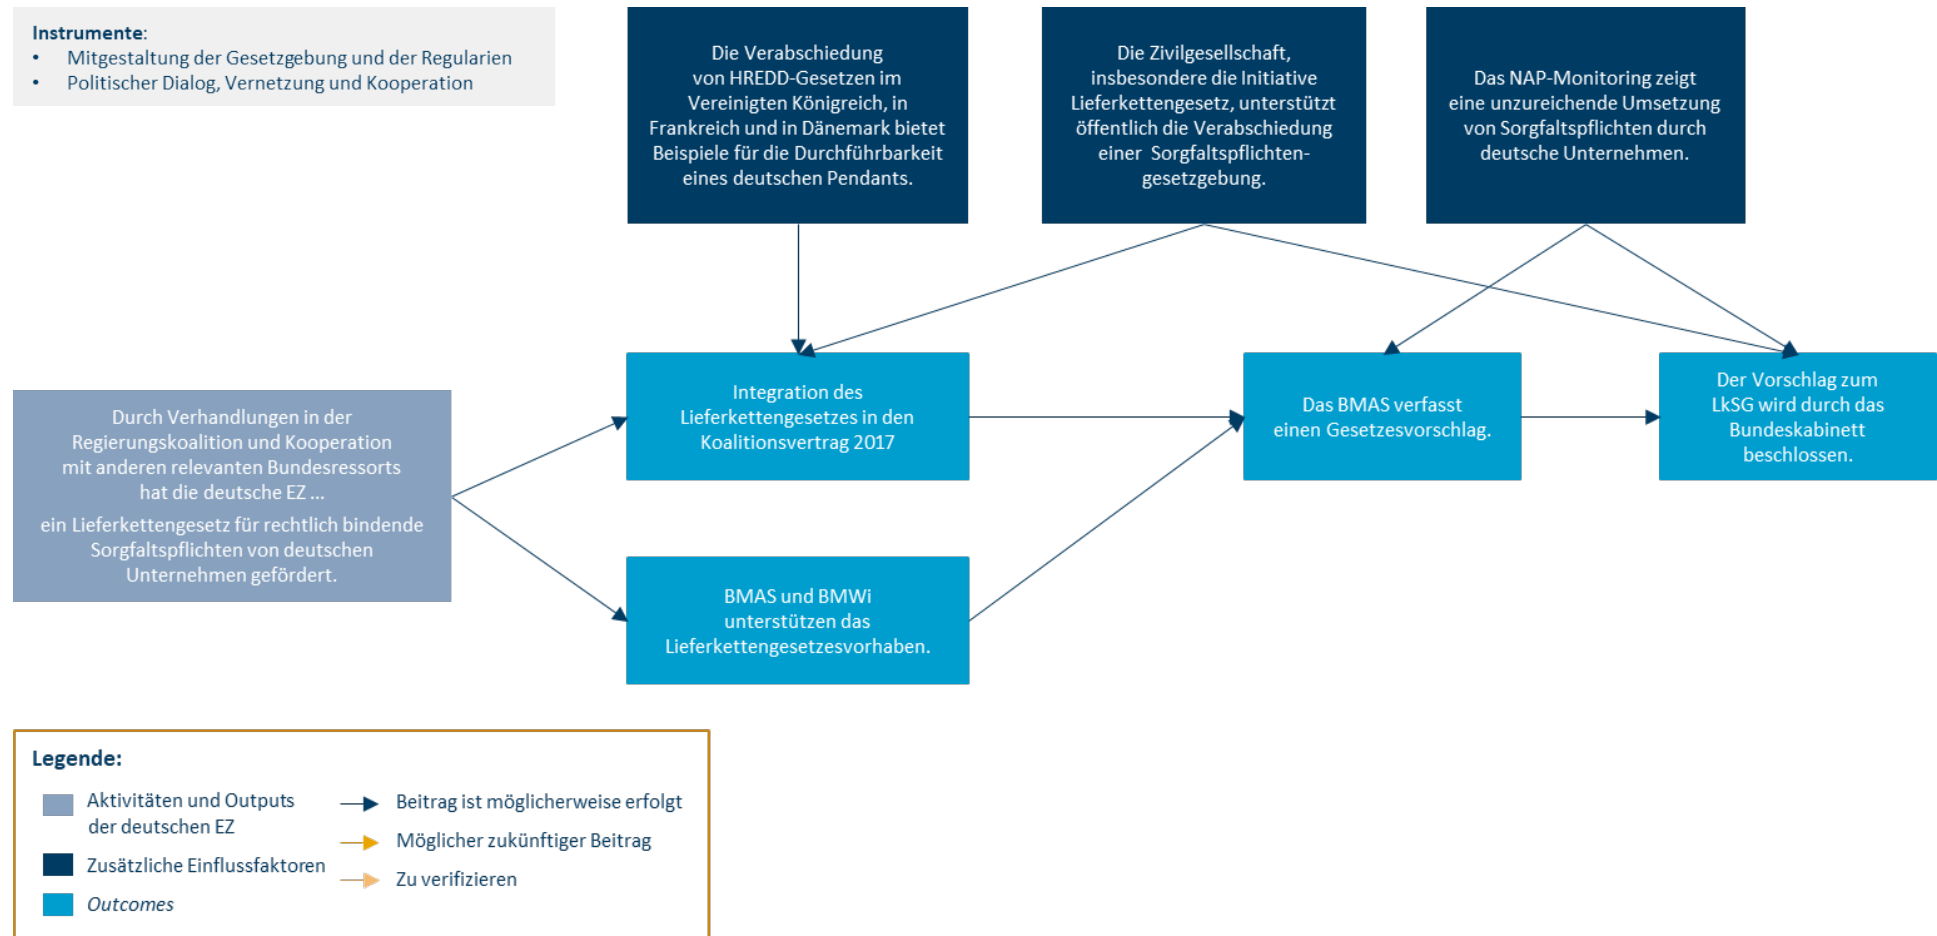 Instrumente:
• Mitgestaltung der Gesetzgebung und der Regularien
• Politischer Dialog, Vernetzung und Kooperation
Die Verabschiedung
von HREDD-Gesetzen im
Vereinigten Königreich, in
Frankreich und in Dänemark bietet
Beispiele für die Durchführbarkeit
eines deutschen Pendants.
Die Zivilgesellschaft,
insbesondere die Initiative
Lieferkettengesetz, unterstützt
öffentlich die Verabschiedung
einer Sorgfaltspflichten-
gesetzgebung.
Das NAP-Monitoring zeigt
eine unzureichende Umsetzung
von Sorgfaltspflichten durch
deutsche Unternehmen.
Durch Verhandlungen in der
Regierungskoalition und Kooperation
mit anderen relevanten Bundesressorts
hat die deutsche EZ ...
ein Lieferkettengesetz für rechtlich bindende
Sorgfaltspflichten von deutschen
Unternehmen gefördert.
Integration des
Lieferkettengesetzes in den
Koalitionsvertrag 2017
BMAS und BMWi
unterstützen das
Lieferkettengesetzesvorhaben.
Das BMAS verfasst
einen Gesetzesvorschlag.
Der Vorschlag zum
LkSG wird durch das
Bundeskabinett
beschlossen.
Legende:
Aktivitäten und Outputs
der deutschen EZ
Zusätzliche Einflussfaktoren
Outcomes
Beitrag ist möglicherweise erfolgt
Möglicher zukünftiger Beitrag
Zu verifizieren